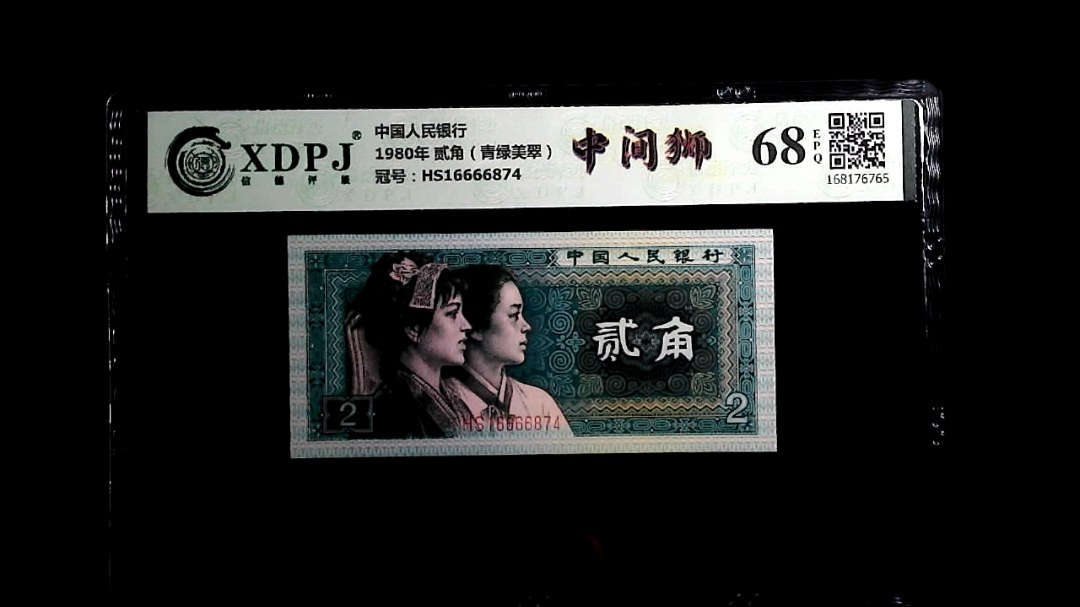 XDPJ®
信德评级
中国人民银行
1980年 贰角（青绿美翠）
冠号：HS16666874
中间狮
68
EPQ
168176765
中国人民银行
贰角
2
2
HS16666874